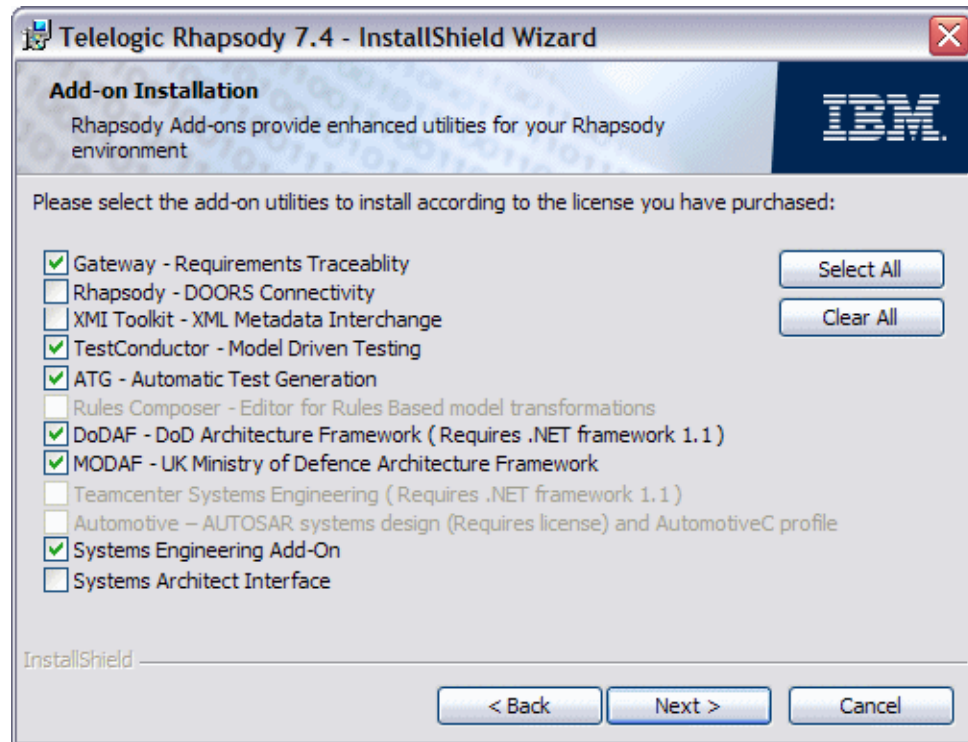 Telelogic Rhapsody 7.4 - InstallShield Wizard
Add-on Installation
Rhapsody Add-ons provide enhanced utilities for your Rhapsody
environment
IBM.
Please select the add-on utilities to install according to the license you have purchased:
Gateway - Requirements Traceablity
Rhapsody - DOORS Connectivity
XMI Toolkit - XML Metadata Interchange
TestConductor - Model Driven Testing
ATG - Automatic Test Generation
Rules Composer - Editor for Rules Based model transformations
DoDAF - DoD Architecture Framework ( Requires .NET framework 1.1 )
MODAF - UK Ministry of Defence Architecture Framework
Teamcenter Systems Engineering ( Requires .NET framework 1.1 )
Automotive – AUTOSAR systems design (Requires license) and AutomotiveC profile
Systems Engineering Add-On
Systems Architect Interface
Select All
Clear All
InstallShield
< Back
Next >
Cancel